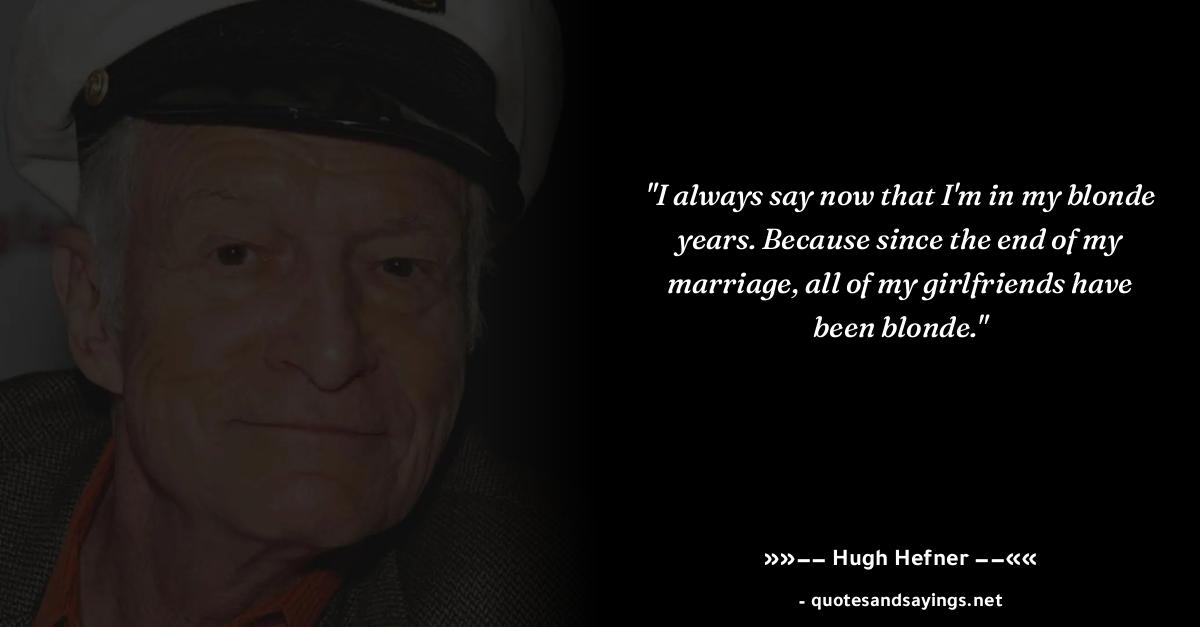 "I always say now that I'm in my blonde
years. Because since the end of my
marriage, all of my girlfriends have
been blonde."
»»–– Hugh Hefner ––««
- quotesandsayings.net